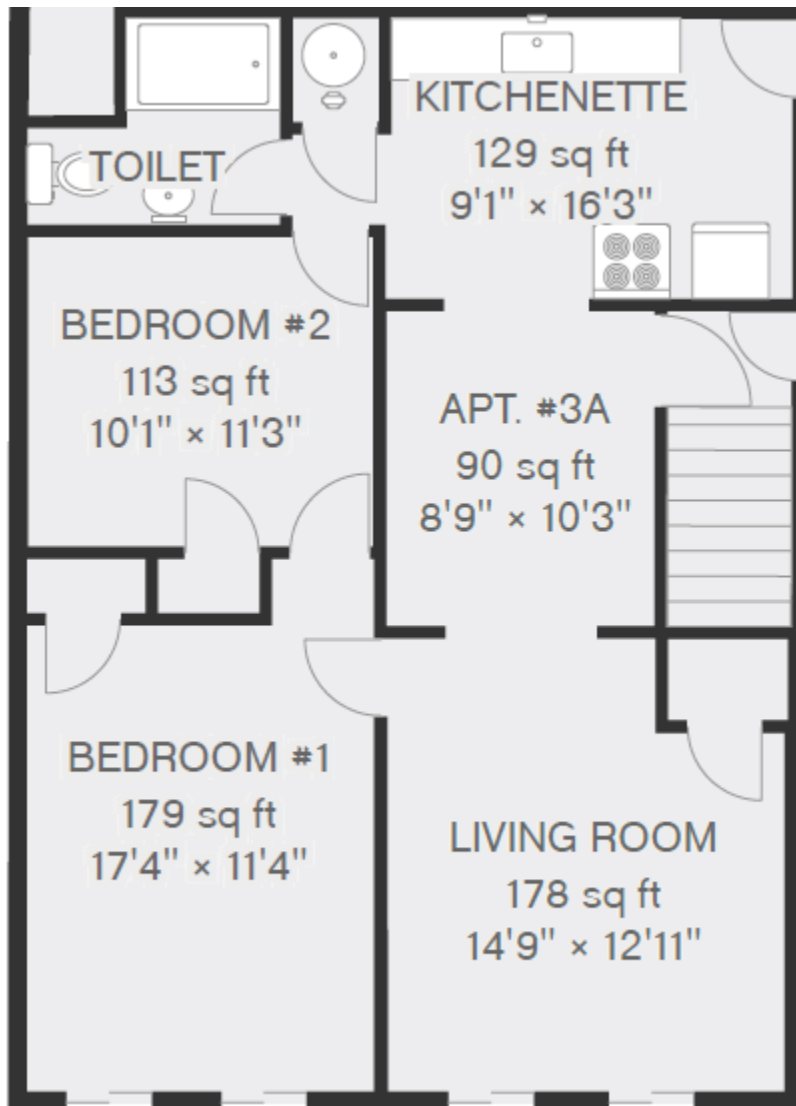 TOILET
KITCHENETTE
129 sq ft
9'1" × 16'3"
BEDROOM #2
113 sq ft
10'1" × 11'3"
APT. #3A
90 sq ft
8'9" × 10'3"
BEDROOM #1
179 sq ft
17'4" × 11'4"
LIVING ROOM
178 sq ft
14'9" × 12'11"